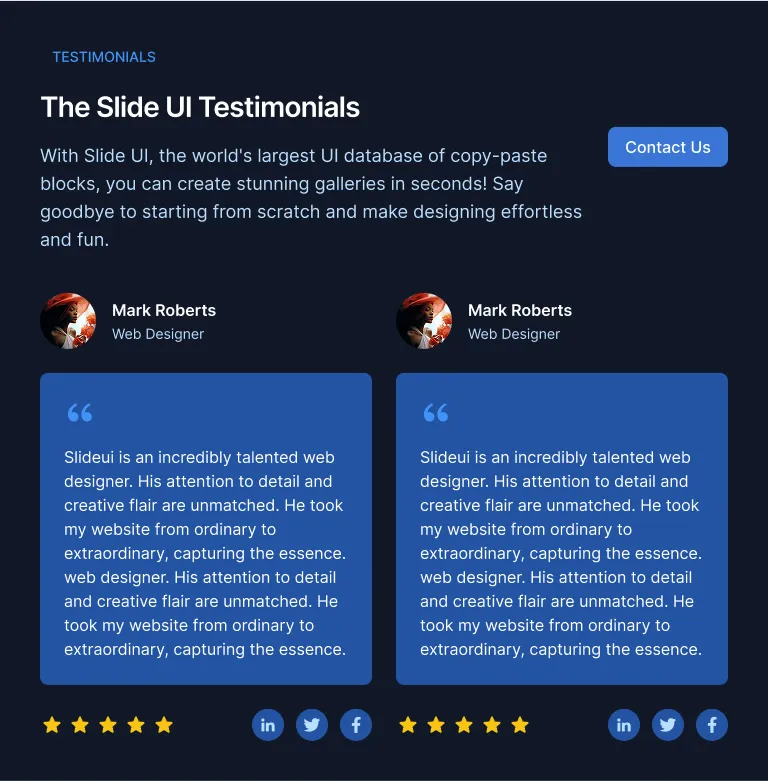 TESTIMONIALS
The Slide UI Testimonials
With Slide UI, the world's largest UI database of copy-paste
blocks, you can create stunning galleries in seconds! Say
goodbye to starting from scratch and make designing effortless
and fun.
Contact Us
Mark Roberts
Web Designer
“
Slideui is an incredibly talented web
designer. His attention to detail and
creative flair are unmatched. He took
my website from ordinary to
extraordinary, capturing the essence.
web designer. His attention to detail
and creative flair are unmatched. He
took my website from ordinary to
extraordinary, capturing the essence.
in
f
Mark Roberts
Web Designer
“
Slideui is an incredibly talented web
designer. His attention to detail and
creative flair are unmatched. He took
my website from ordinary to
extraordinary, capturing the essence.
web designer. His attention to detail
and creative flair are unmatched. He
took my website from ordinary to
extraordinary, capturing the essence.
in
f